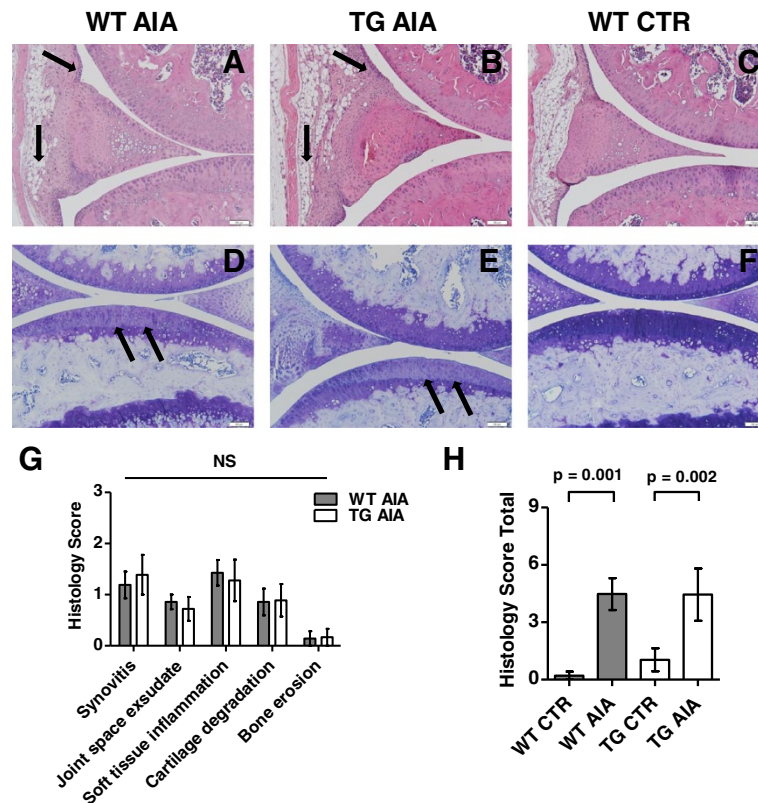 WT AIA
TG AIA
WT CTR
A
B
C
D
E
F
G
NS
Histology Score
3
2
1
0
WT AIA
TG AIA
Synovitis
Joint space exsudate
Soft tissue inflammation
Cartilage degradation
Bone erosion
H
p = 0.001
p = 0.002
Histology Score Total
9
6
3
0
WT CTR
WT AIA
TG CTR
TG AIA